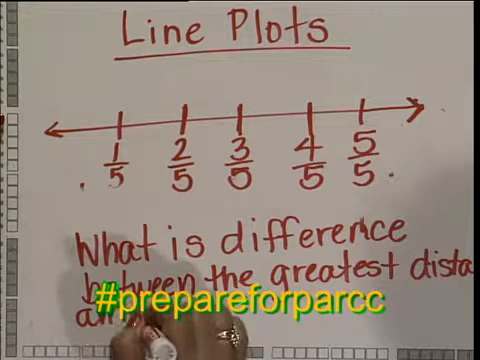 Line Plots
1/5 2/5 3/5 4/5 5/5
What is difference
between the greatest dista
#prepareforparcc